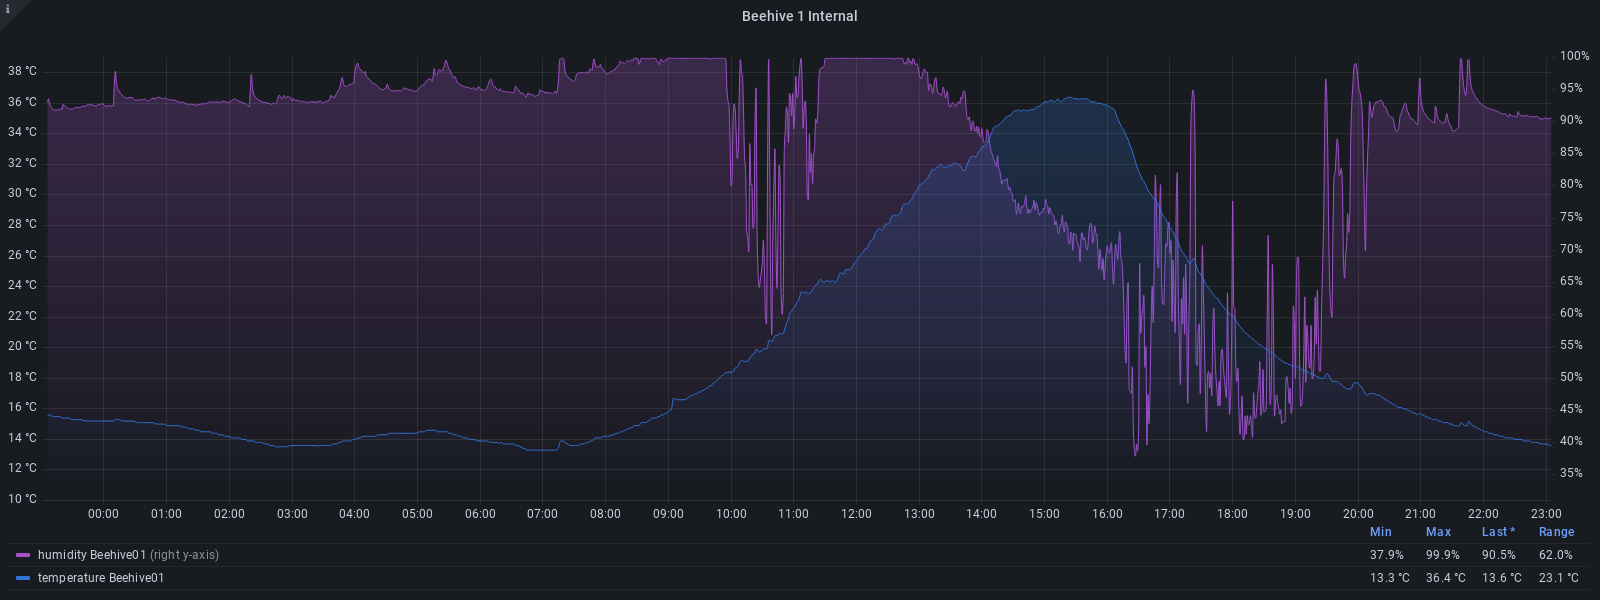 i
Beehive 1 Internal
38 °C
36 °C
34 °C
32 °C
30 °C
28 °C
26 °C
24 °C
22 °C
20 °C
18 °C
16 °C
14 °C
12 °C
10 °C
100%
95%
90%
85%
80%
75%
70%
65%
60%
55%
50%
45%
40%
35%
00:00 01:00 02:00 03:00 04:00 05:00 06:00 07:00 08:00 09:00 10:00 11:00 12:00 13:00 14:00 15:00 16:00 17:00 18:00 19:00 20:00 21:00 22:00 23:00
Min Max Last * Range
humidity Beehive01 (right y-axis) 37.9% 99.9% 90.5% 62.0%
temperature Beehive01 13.3 °C 36.4 °C 13.6 °C 23.1 °C